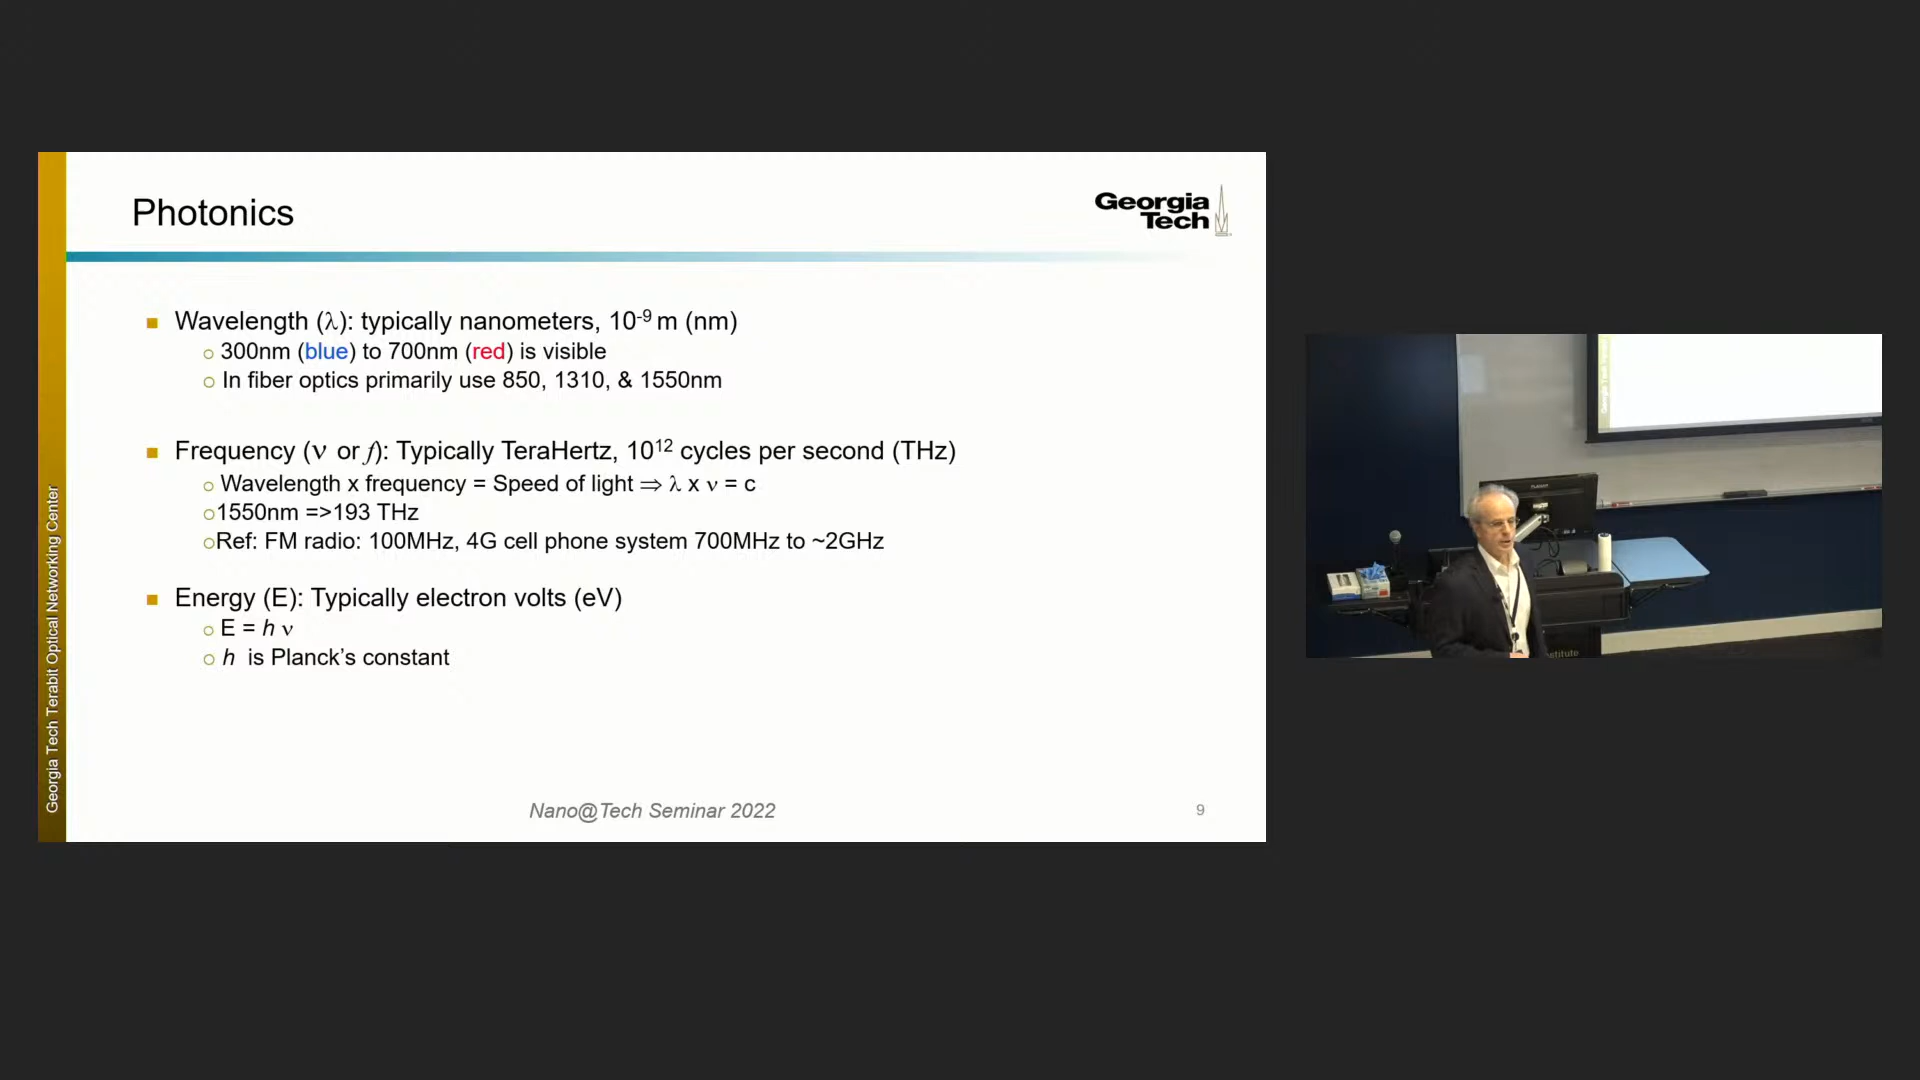 Photonics
Georgia
Tech
Wavelength (λ): typically nanometers, 10⁻⁹ m (nm)
300nm (blue) to 700nm (red) is visible
In fiber optics primarily use 850, 1310, & 1550nm
Frequency (ν or f): Typically TeraHertz, 10¹² cycles per second (THz)
Wavelength x frequency = Speed of light ⇒ λ x ν = c
1550nm =>193 THz
Ref: FM radio: 100MHz, 4G cell phone system 700MHz to ~2GHz
Energy (E): Typically electron volts (eV)
E = h ν
h is Planck's constant
Georgia Tech Terabit Optical Networking Center
Nano@Tech Seminar 2022
9